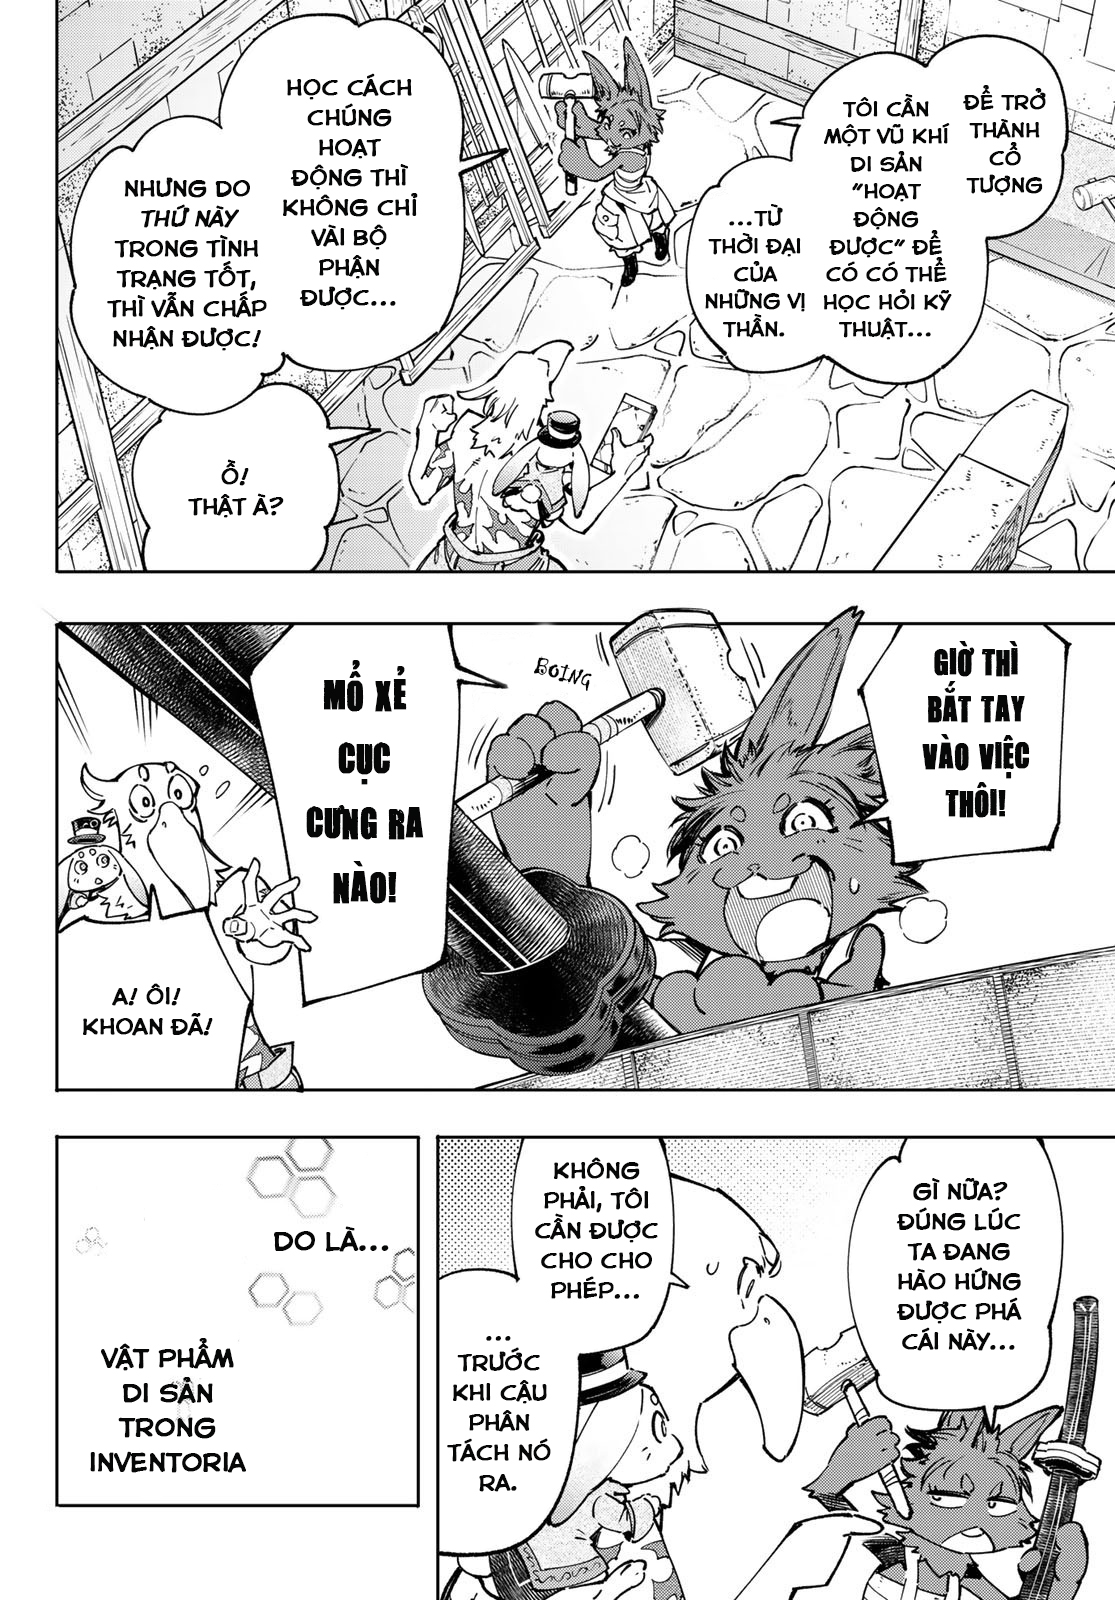 ĐỂ TRỞ
THÀNH
CỔ
TƯỢNG
TÔI CẦN
MỘT VŨ KHÍ
DI SẢN
"HOẠT
ĐỘNG
ĐƯỢC" ĐỂ
CÓ CÓ THỂ
HỌC HỎI KỸ
THUẬT...
...TỪ
THỜI ĐẠI
CỦA
NHỮNG VỊ
THẦN.
HỌC CÁCH
CHÚNG
HOẠT
ĐỘNG THÌ
KHÔNG CHỈ
VÀI BỘ
PHẬN
ĐƯỢC...
NHƯNG DO
THỨ NÀY
TRONG TÌNH
TRẠNG TỐT,
THÌ VẪN CHẤP
NHẬN ĐƯỢC!
Ồ!
THẬT À?
GIỜ THÌ
BẮT TAY
VÀO VIỆC
THÔI!
BOING
MỔ XẺ
CỤC
CƯNG RA
NÀO!
A! ÔI!
KHOAN ĐÃ!
GÌ NỮA?
ĐÚNG LÚC
TA ĐANG
HÀO HỨNG
ĐƯỢC PHÁ
CÁI NÀY...
KHÔNG
PHẢI, TÔI
CẦN ĐƯỢC
CHO CHO
PHÉP...
...
TRƯỚC
KHI CẬU
PHÂN
TÁCH NÓ
RA.
DO LÀ...
VẬT PHẨM
DI SẢN
TRONG
INVENTORIA